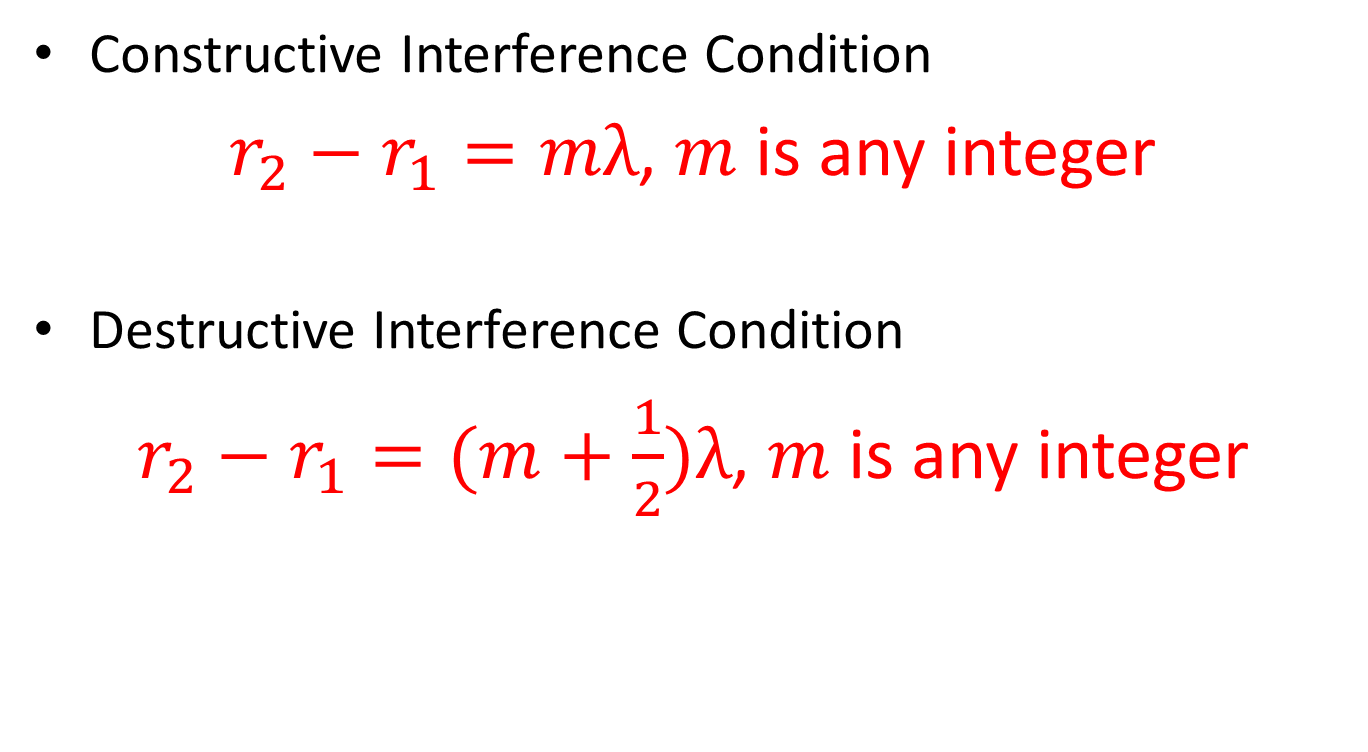 • Constructive Interference Condition
r₂ − r₁ = mλ, m is any integer
• Destructive Interference Condition
r₂ − r₁ = (m + 1/2)λ, m is any integer